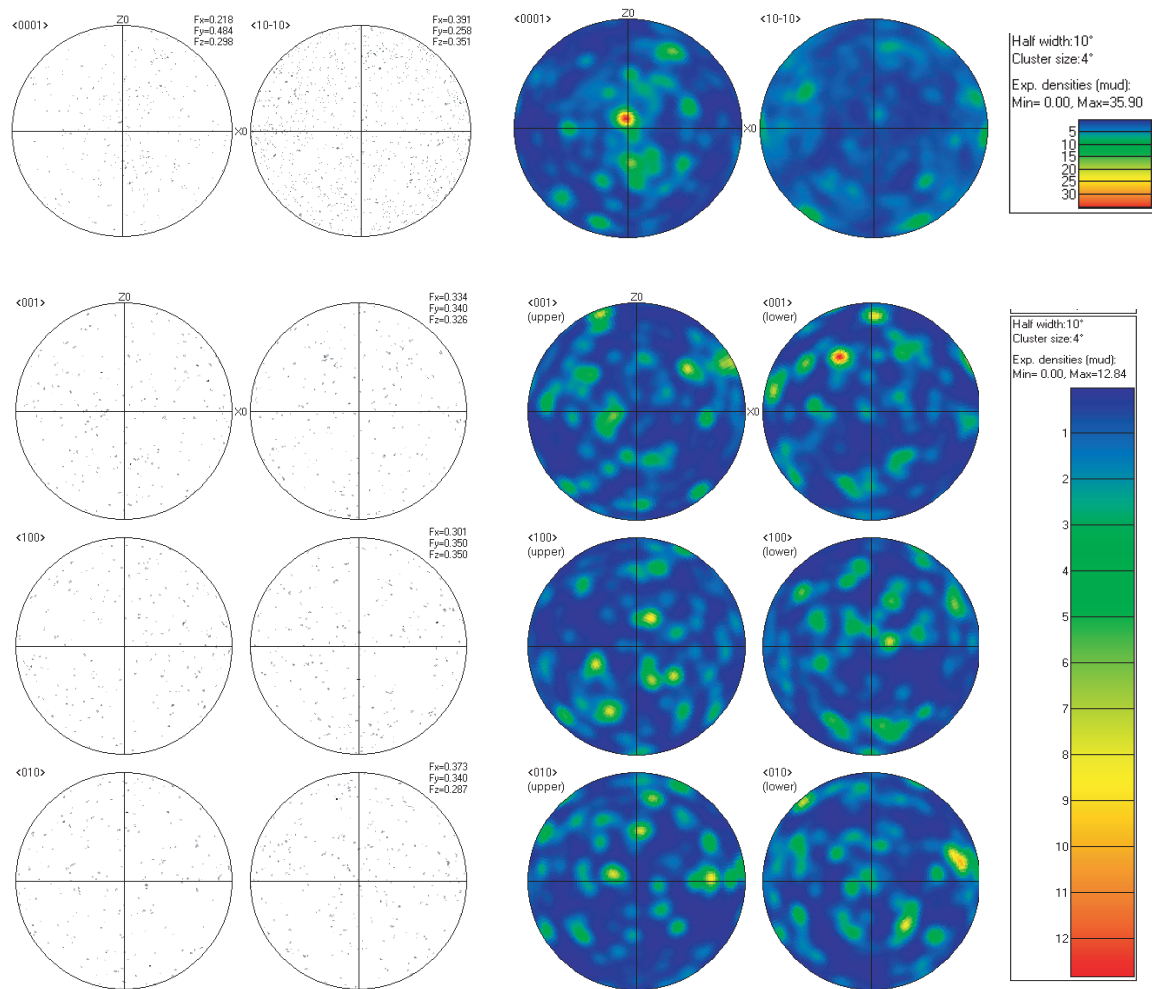 <0001>
Z0
Fx=0.218
Fy=0.484
Fz=0.298
X0
<10-10>
Fx=0.391
Fy=0.258
Fz=0.351
<0001>
Z0
X0
<10-10>
Half width:10°
Cluster size:4°
Exp. densities (mud):
Min= 0.00, Max=35.90
5
10
15
20
25
30
<001>
Z0
X0
Fx=0.334
Fy=0.340
Fz=0.326
<001>
(upper)
Z0
X0
<001>
(lower)
Half width:10°
Cluster size:4°
Exp. densities (mud):
Min= 0.00, Max=12.84
1
2
3
4
5
6
7
8
9
10
11
12
<100>
Fx=0.301
Fy=0.350
Fz=0.350
<100>
(upper)
<100>
(lower)
<010>
Fx=0.373
Fy=0.340
Fz=0.287
<010>
(upper)
<010>
(lower)